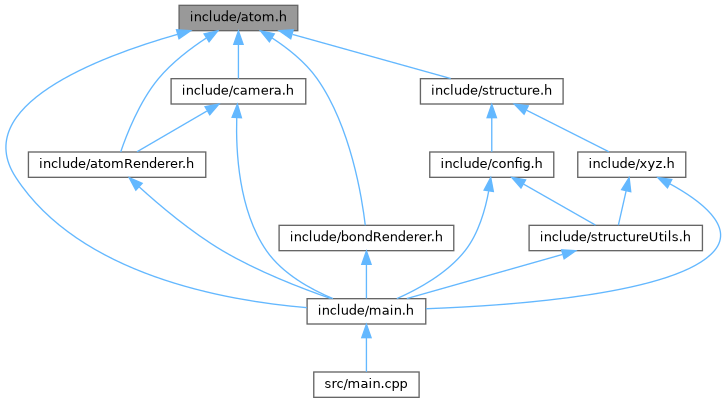 include/atom.h
include/camera.h
include/structure.h
include/atomRenderer.h
include/config.h
include/xyz.h
include/bondRenderer.h
include/structureUtils.h
include/main.h
src/main.cpp